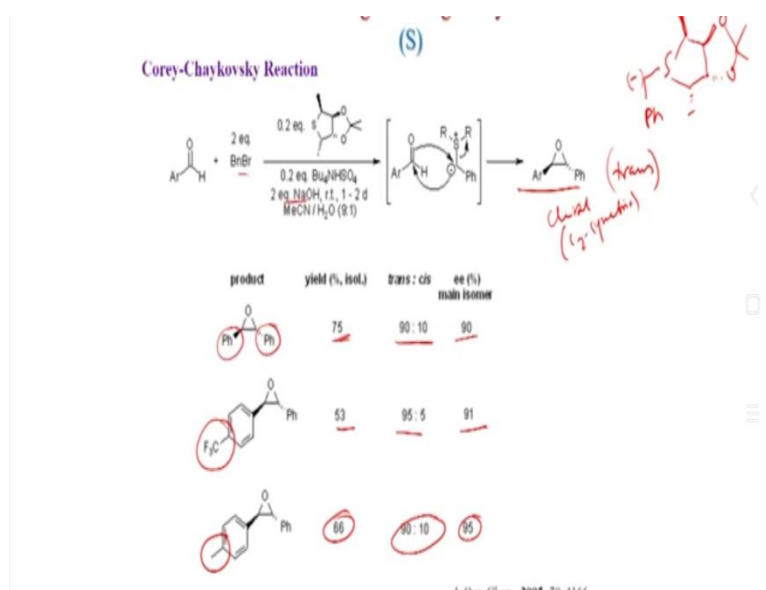 (S)
Corey-Chaykovsky Reaction
0.2 eq.
S
O
O
2 eq
BnBr
O
Ar
H
+
0.2 eq. Bu4NHSO4
2 eq. NaOH, r.t., 1 - 2 d
MeCN / H2O (9:1)
O
Ar
H
R
S
+
R
Ph
O
Ar
Ph
(trans)
chiral
Ph
S
O
O
product
yield (%, isol.)
trans : cis
ee (%)
main isomer
O
Ph
Ph
75
90 : 10
90
O
Ph
F3C
53
95 : 5
91
O
Ph
66
90 : 10
95